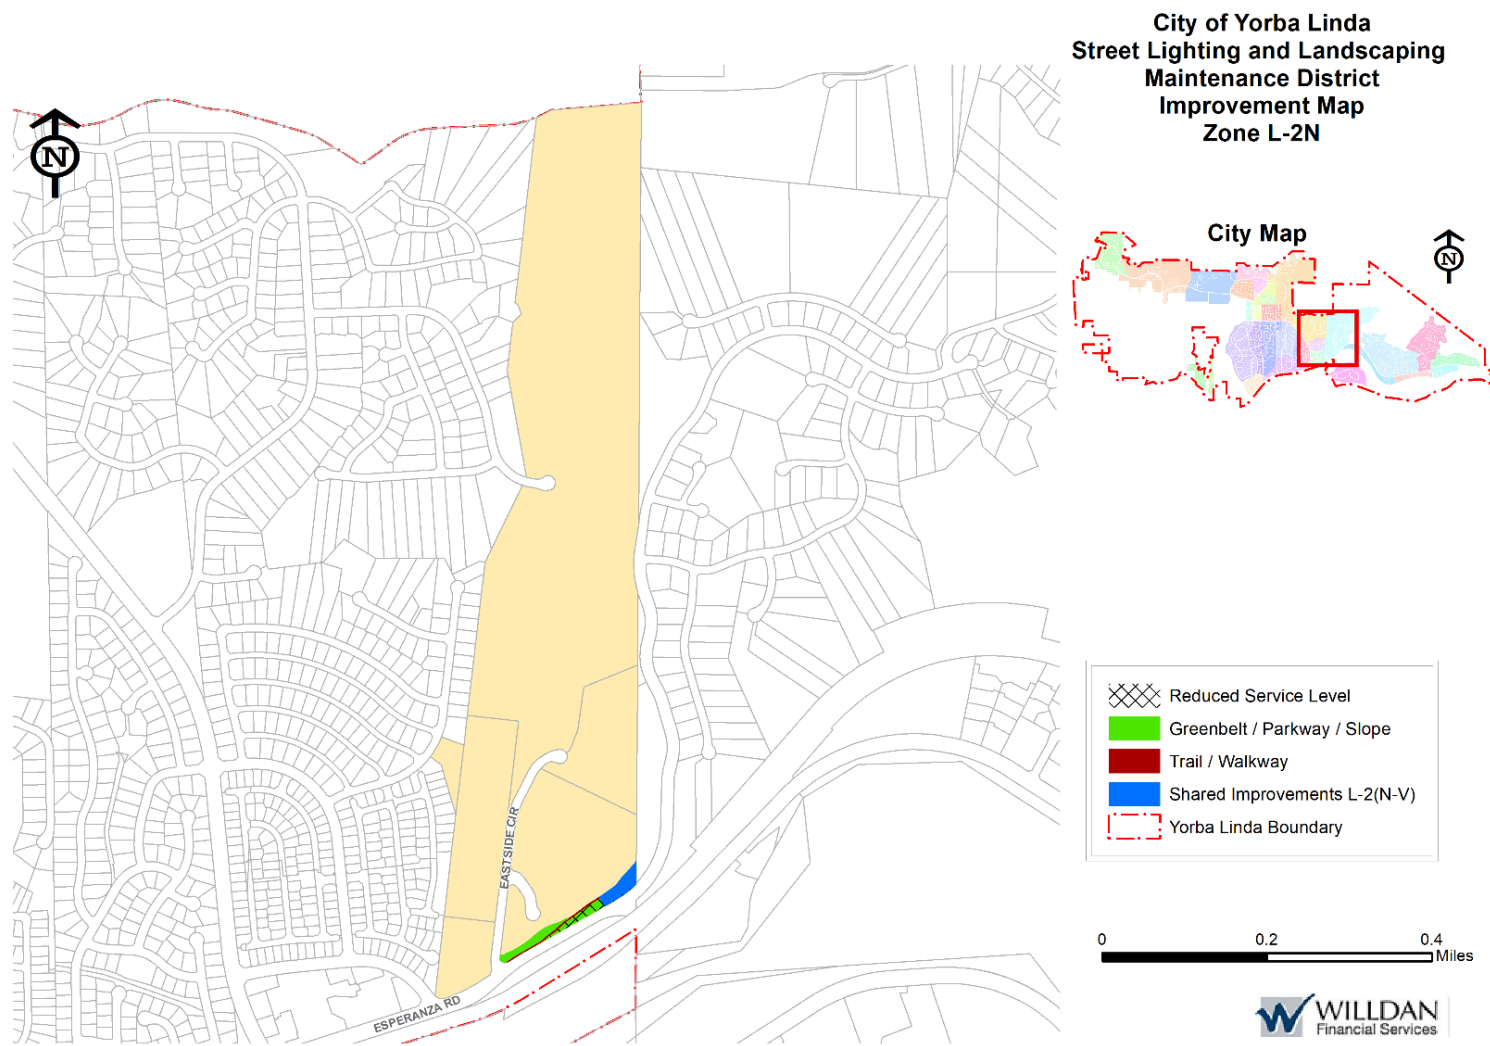 City of Yorba Linda
Street Lighting and Landscaping
Maintenance District
Improvement Map
Zone L-2N
N
City Map
N
EASTSIDE CIR
ESPERANZA RD
Reduced Service Level
Greenbelt / Parkway / Slope
Trail / Walkway
Shared Improvements L-2(N-V)
Yorba Linda Boundary
0 0.2 0.4
Miles
W WILLDAN
Financial Services